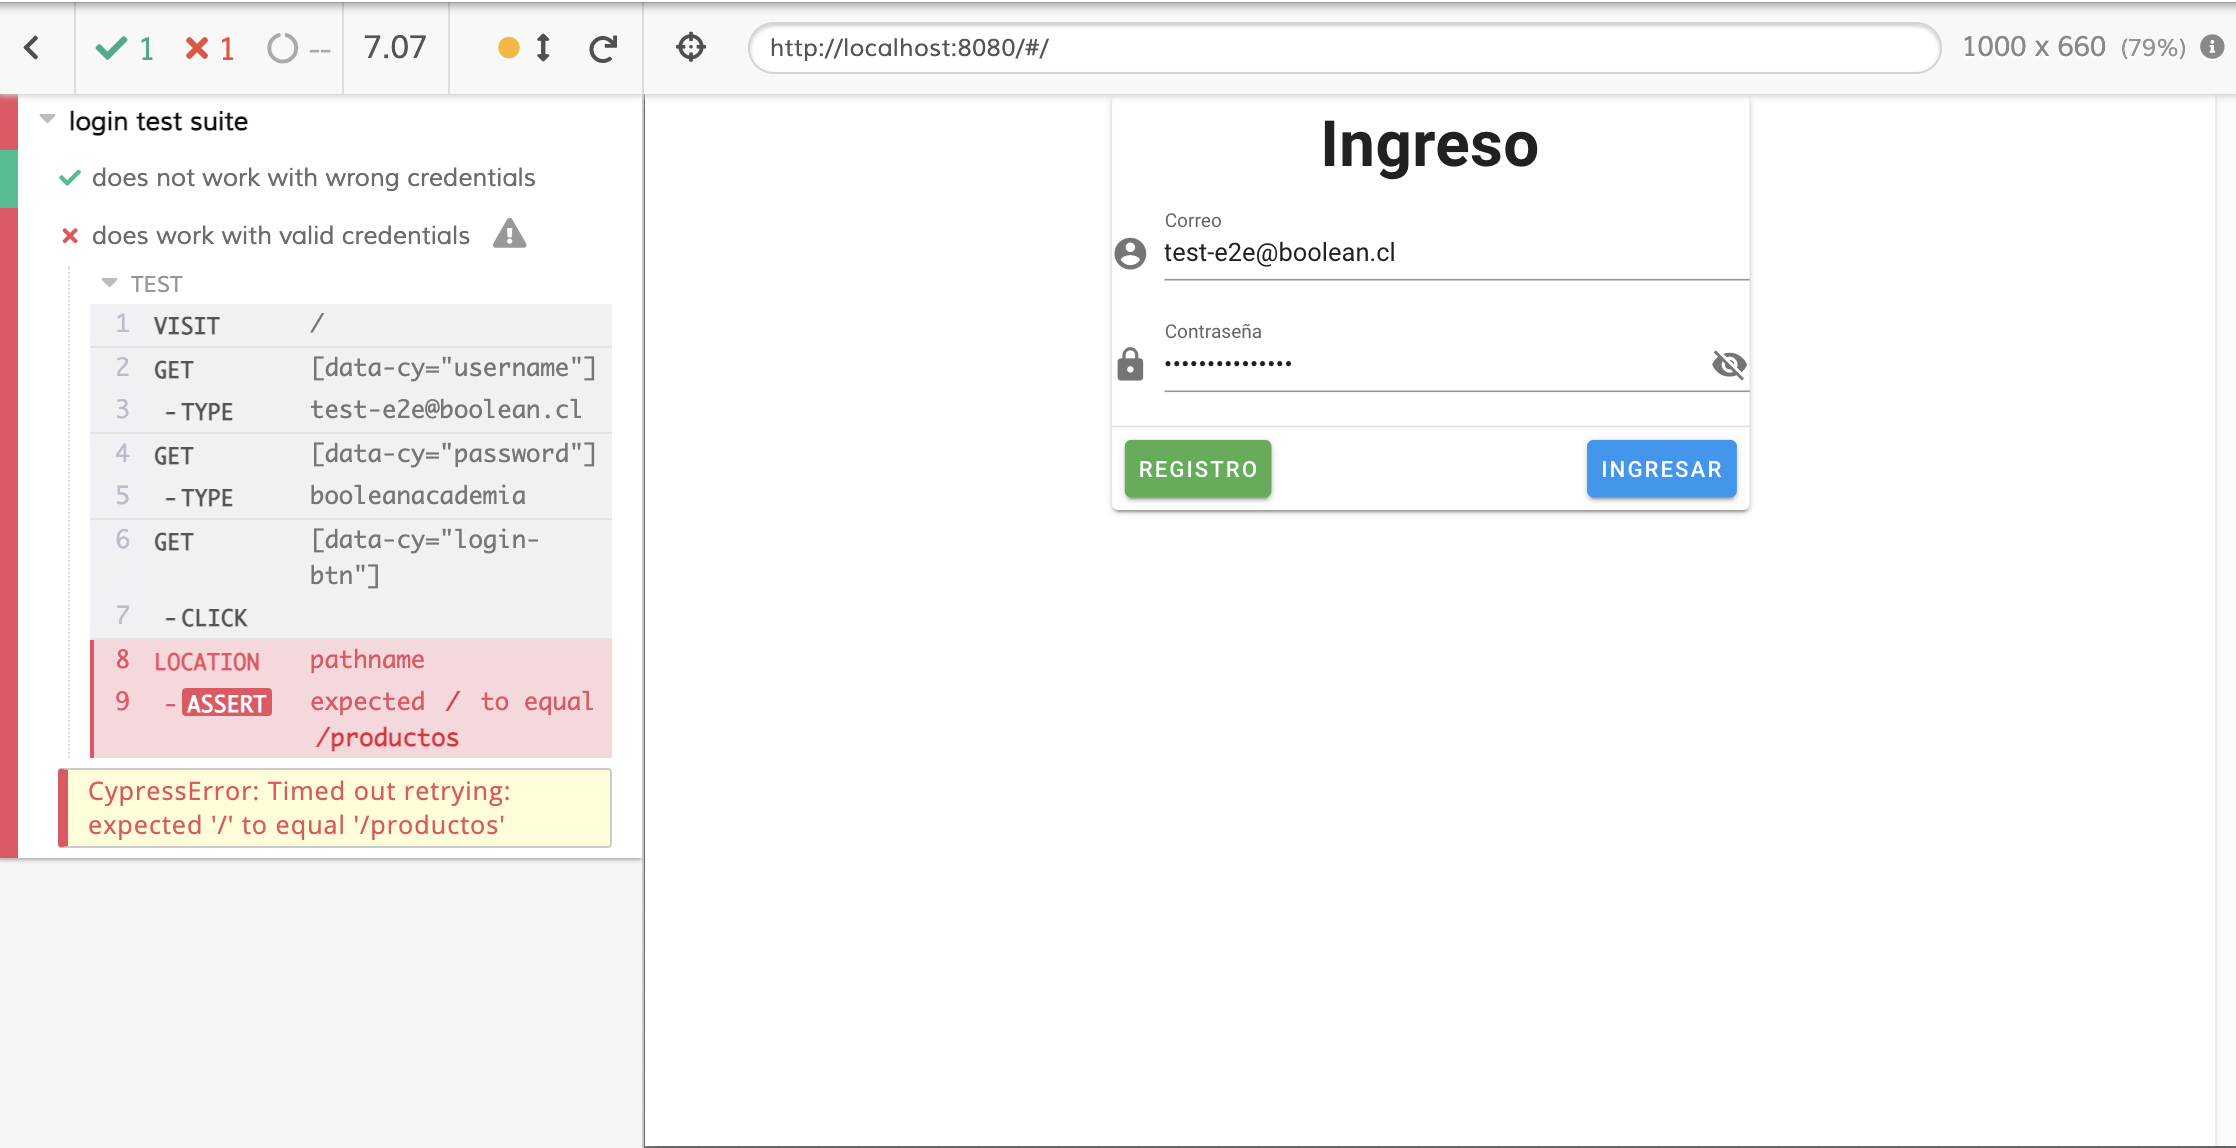 1 1 -- 7.07
http://localhost:8080/#/
1000 x 660 (79%)
login test suite
does not work with wrong credentials
does work with valid credentials
TEST
1 VISIT /
2 GET [data-cy="username"]
3 -TYPE test-e2e@boolean.cl
4 GET [data-cy="password"]
5 -TYPE booleanacademia
6 GET [data-cy="login-
btn"]
7 -CLICK
8 LOCATION pathname
9 -ASSERT expected / to equal
/productos
CypressError: Timed out retrying:
expected '/' to equal '/productos'
Ingreso
Correo
test-e2e@boolean.cl
Contraseña
•••••••••••••••
REGISTRO INGRESAR